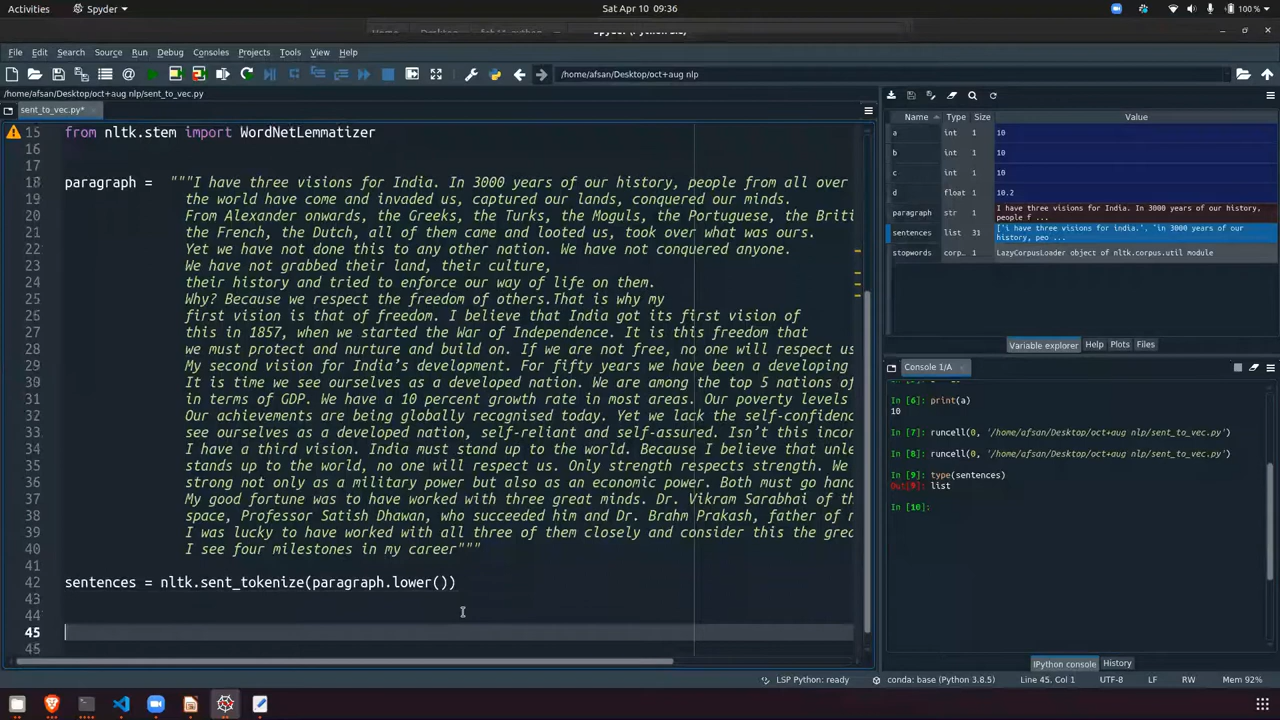 Activities
Spyder
Sat Apr 10 09:36
100 %
File Edit Search Source Run Debug Consoles Projects Tools View Help
/home/afsan/Desktop/oct+aug nlp
/home/afsan/Desktop/oct+aug nlp/sent_to_vec.py
sent_to_vec.py*
15 from nltk.stem import WordNetLemmatizer
16
17
18 paragraph = """I have three visions for India. In 3000 years of our history, people from all over
19 the world have come and invaded us, captured our lands, conquered our minds.
20 From Alexander onwards, the Greeks, the Turks, the Moguls, the Portuguese, the Briti
21 the French, the Dutch, all of them came and looted us, took over what was ours.
22 Yet we have not done this to any other nation. We have not conquered anyone.
23 We have not grabbed their land, their culture,
24 their history and tried to enforce our way of life on them.
25 Why? Because we respect the freedom of others.That is why my
26 first vision is that of freedom. I believe that India got its first vision of
27 this in 1857, when we started the War of Independence. It is this freedom that
28 we must protect and nurture and build on. If we are not free, no one will respect us
29 My second vision for India’s development. For fifty years we have been a developing
30 It is time we see ourselves as a developed nation. We are among the top 5 nations of
31 in terms of GDP. We have a 10 percent growth rate in most areas. Our poverty levels
32 Our achievements are being globally recognised today. Yet we lack the self-confidenc
33 see ourselves as a developed nation, self-reliant and self-assured. Isn’t this incor
34 I have a third vision. India must stand up to the world. Because I believe that unle
35 stands up to the world, no one will respect us. Only strength respects strength. We
36 strong not only as a military power but also as an economic power. Both must go hanc
37 My good fortune was to have worked with three great minds. Dr. Vikram Sarabhai of th
38 space, Professor Satish Dhawan, who succeeded him and Dr. Brahm Prakash, father of r
39 I was lucky to have worked with all three of them closely and consider this the grea
40 I see four milestones in my career"""
41
42 sentences = nltk.sent_tokenize(paragraph.lower())
43
44
45
45
Name Type Size Value
a int 1 10
b int 1 10
c int 1 10
d float 1 10.2
paragraph str 1 I have three visions for India. In 3000 years of our history,
people f ...
sentences list 31 ['i have three visions for india.', 'in 3000 years of our
history, peo ...
stopwords corp… 1 LazyCorpusLoader object of nltk.corpus.util module
Variable explorer Help Plots Files
Console 1/A
In [6]: print(a)
10
In [7]: runcell(0, '/home/afsan/Desktop/oct+aug nlp/sent_to_vec.py')
In [8]: runcell(0, '/home/afsan/Desktop/oct+aug nlp/sent_to_vec.py')
In [9]: type(sentences)
Out[9]: list
In [10]:
IPython console History
LSP Python: ready
conda: base (Python 3.8.5)
Line 45, Col 1
UTF-8
LF
RW
Mem 92%